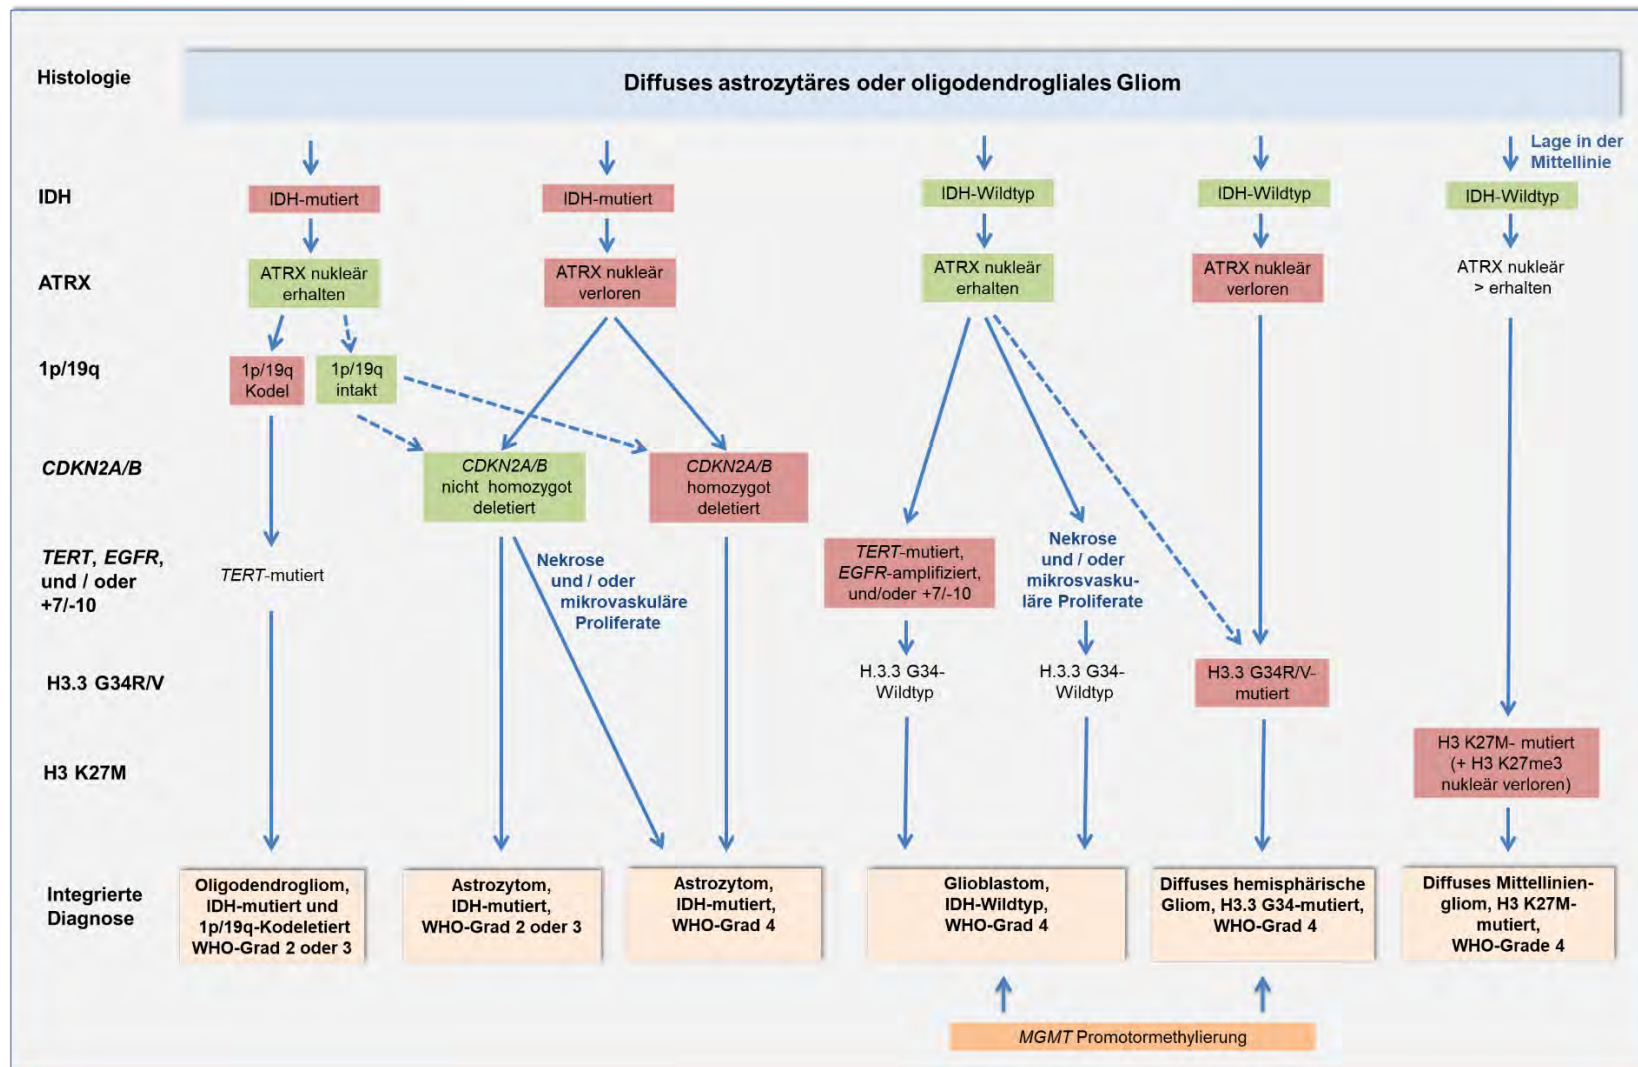 Histologie
Diffuses astrozytäres oder oligodendrogliales Gliom
Lage in der
Mittellinie
IDH
IDH-mutiert
IDH-mutiert
IDH-Wildtyp
IDH-Wildtyp
IDH-Wildtyp
ATRX
ATRX nukleär
erhalten
ATRX nukleär
verloren
ATRX nukleär
erhalten
ATRX nukleär
verloren
ATRX nukleär
> erhalten
1p/19q
1p/19q
Kodel
1p/19q
intakt
CDKN2A/B
CDKN2A/B
nicht homozygot
deletiert
CDKN2A/B
homozygot
deletiert
TERT, EGFR,
und / oder
+7/-10
TERT-mutiert
Nekrose
und / oder
mikrovaskuläre
Proliferate
TERT-mutiert,
EGFR-amplifiziert,
und/oder +7/-10
Nekrose
und / oder
mikrosvasku-
läre Proliferate
H3.3 G34R/V
H.3.3 G34-
Wildtyp
H.3.3 G34-
Wildtyp
H3.3 G34R/V-
mutiert
H3 K27M
H3 K27M- mutiert
(+ H3 K27me3
nukleär verloren)
Integrierte
Diagnose
Oligodendrogliom,
IDH-mutiert und
1p/19q-Kodeletiert
WHO-Grad 2 oder 3
Astrozytom,
IDH-mutiert,
WHO-Grad 2 oder 3
Astrozytom,
IDH-mutiert,
WHO-Grad 4
Glioblastom,
IDH-Wildtyp,
WHO-Grad 4
Diffuses hemisphärische
Gliom, H3.3 G34-mutiert,
WHO-Grad 4
Diffuses Mittellinien-
gliom, H3 K27M-
mutiert,
WHO-Grade 4
MGMT Promotormethylierung